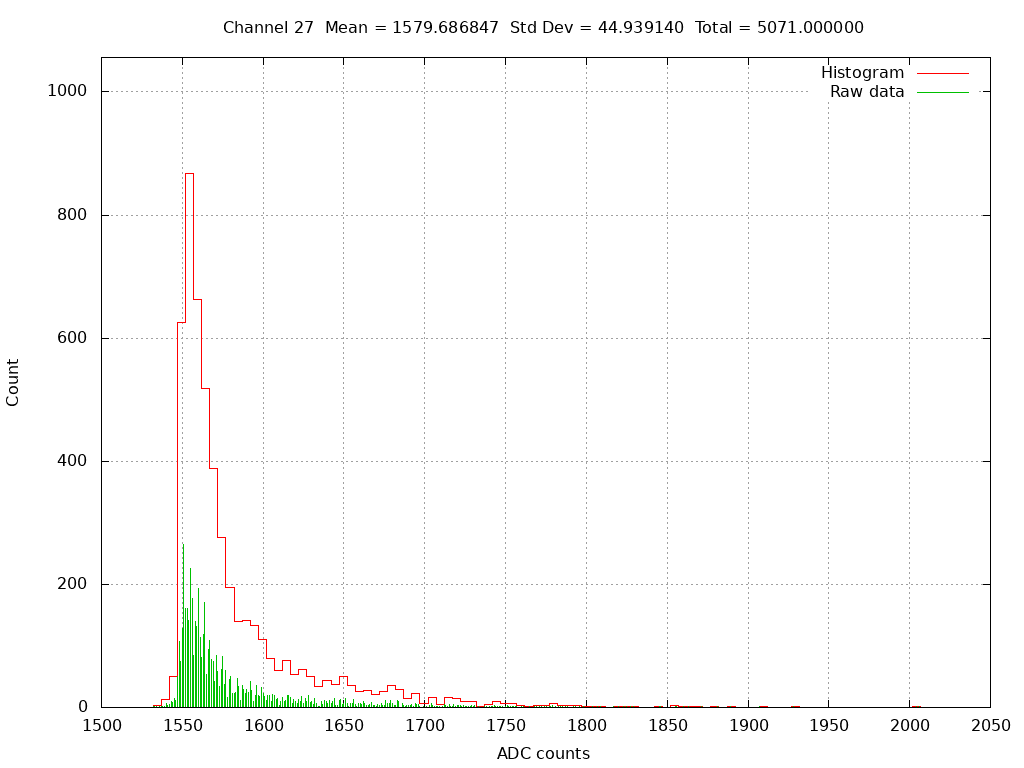 Channel 27  Mean = 1579.686847  Std Dev = 44.939140  Total = 5071.000000
Histogram
Raw data
1000
800
600
400
200
0
Count
1500 1550 1600 1650 1700 1750 1800 1850 1900 1950 2000 2050
ADC counts